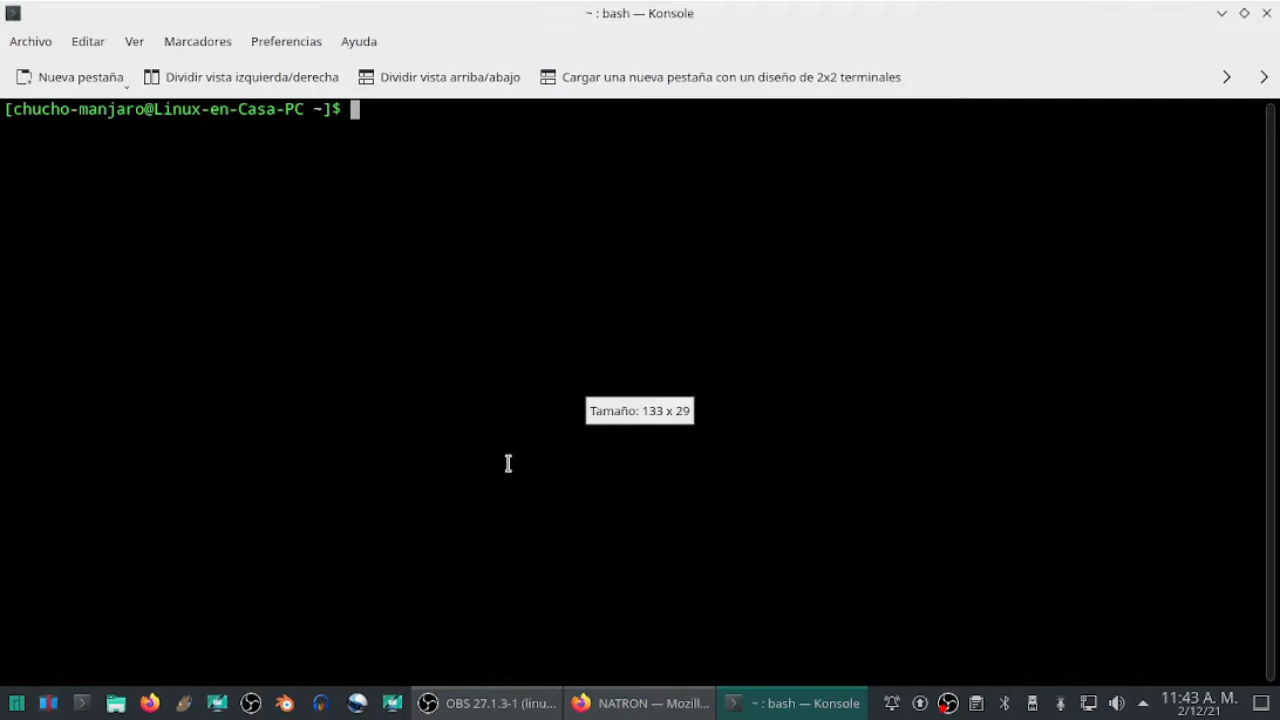 ~ : bash — Konsole
Archivo Editar Ver Marcadores Preferencias Ayuda
Nueva pestaña Dividir vista izquierda/derecha Dividir vista arriba/abajo Cargar una nueva pestaña con un diseño de 2x2 terminales
[chucho-manjaro@Linux-en-Casa-PC ~]$
Tamaño: 133 x 29
OBS 27.1.3-1 (linu... NATRON — Mozill... ~ : bash — Konsole 11:43 A. M.
2/12/21